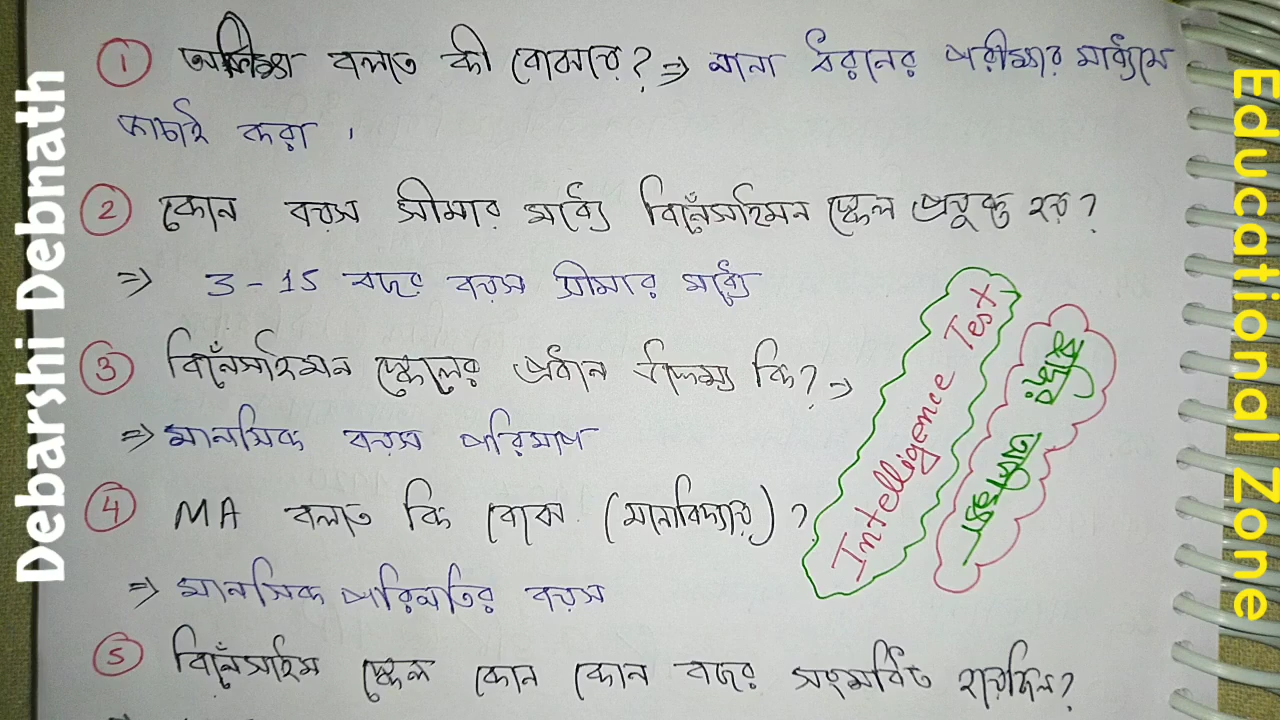 Debarshi Debnath
Educational Zone
① অভীক্ষা বলতে কী বোঝায়? ⇒ নানা ধরনের পরীক্ষার মাধ্যমে
যাচাই করা ।
② কোন বয়স সীমার মধ্যে বিনেঁসাইমন স্কেল প্রযুক্ত হয়?
⇒ 3 - 15 বছর বয়স সীমার মধ্যে
③ বিনেঁসাইমন স্কেলের প্রধান বৈশিষ্ট্য কি? ⇒
⇒ মানসিক বয়স পরিমাপ
④ MA বলতে কি বোঝ (মনোবিদ্যায়) ?
⇒ মানসিক পরিণতির বয়স
⑤ বিনেঁসাইম স্কেল কোন কোন বছর সংশোধিত হয়েছিল?
Intelligence Test
বুদ্ধির অভীক্ষা